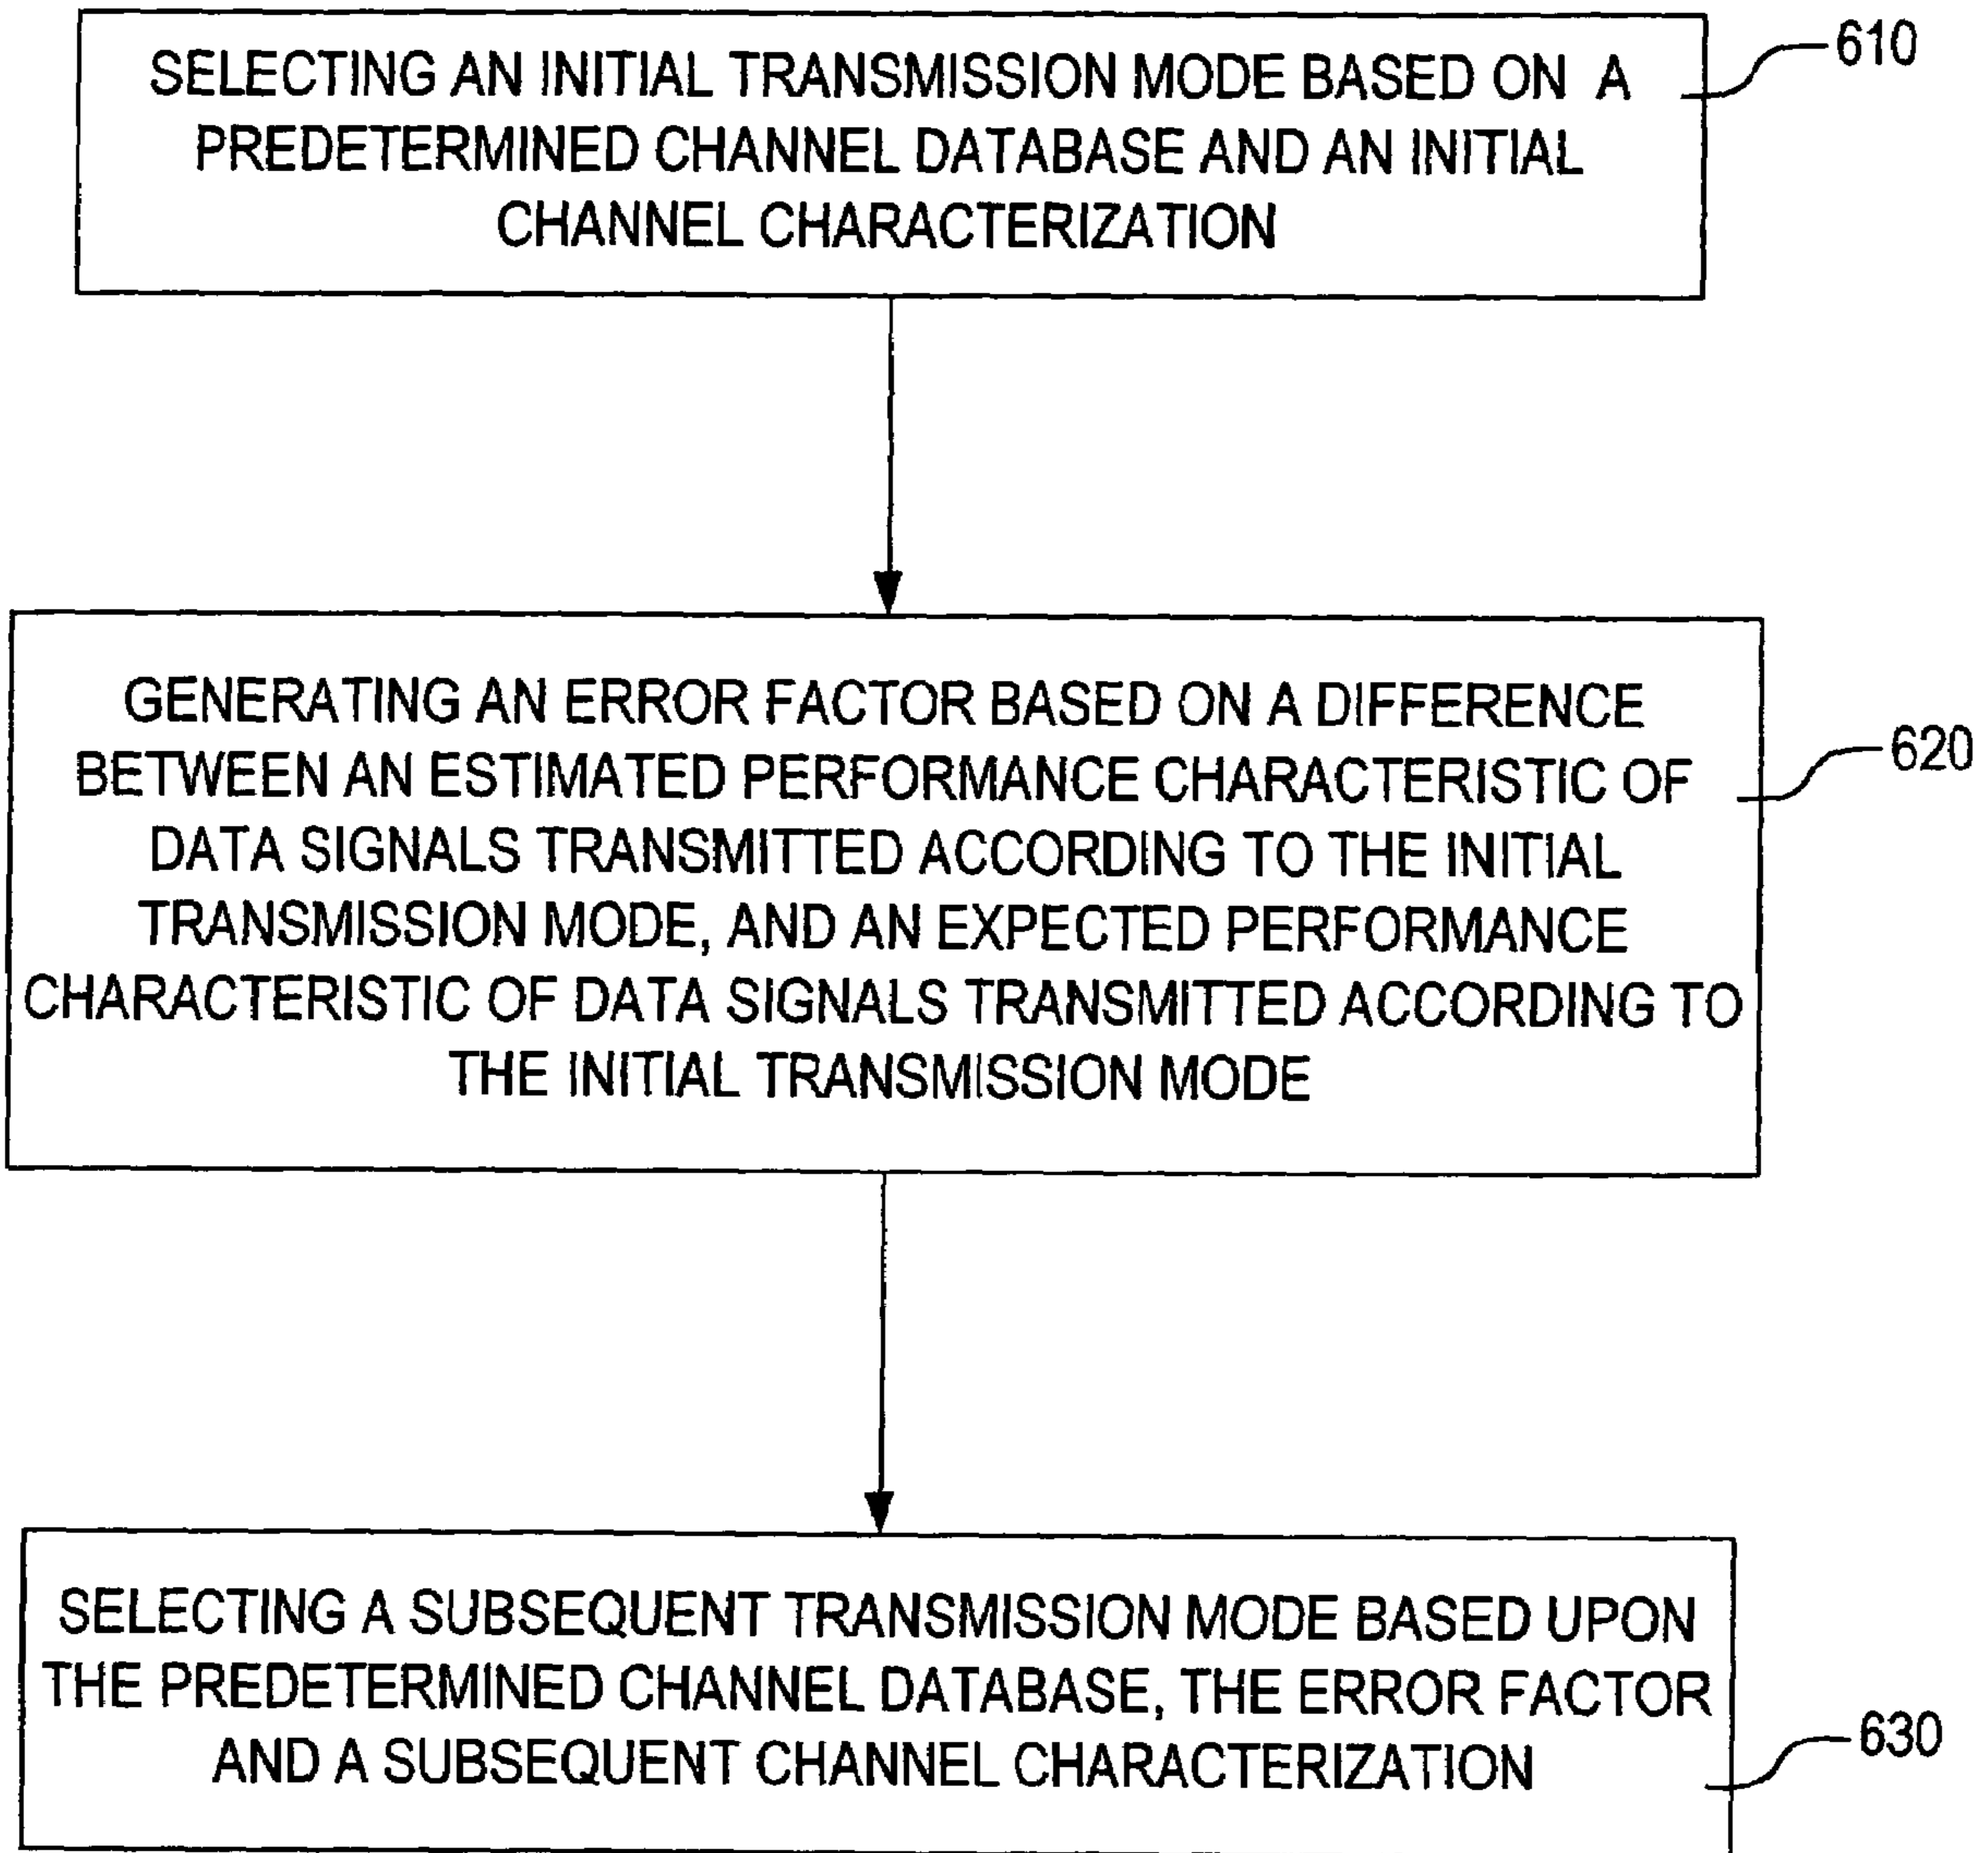 SELECTING AN INITIAL TRANSMISSION MODE BASED ON A
PREDETERMINED CHANNEL DATABASE AND AN INITIAL
CHANNEL CHARACTERIZATION
610
GENERATING AN ERROR FACTOR BASED ON A DIFFERENCE
BETWEEN AN ESTIMATED PERFORMANCE CHARACTERISTIC OF
DATA SIGNALS TRANSMITTED ACCORDING TO THE INITIAL
TRANSMISSION MODE, AND AN EXPECTED PERFORMANCE
CHARACTERISTIC OF DATA SIGNALS TRANSMITTED ACCORDING TO
THE INITIAL TRANSMISSION MODE
620
SELECTING A SUBSEQUENT TRANSMISSION MODE BASED UPON
THE PREDETERMINED CHANNEL DATABASE, THE ERROR FACTOR
AND A SUBSEQUENT CHANNEL CHARACTERIZATION
630